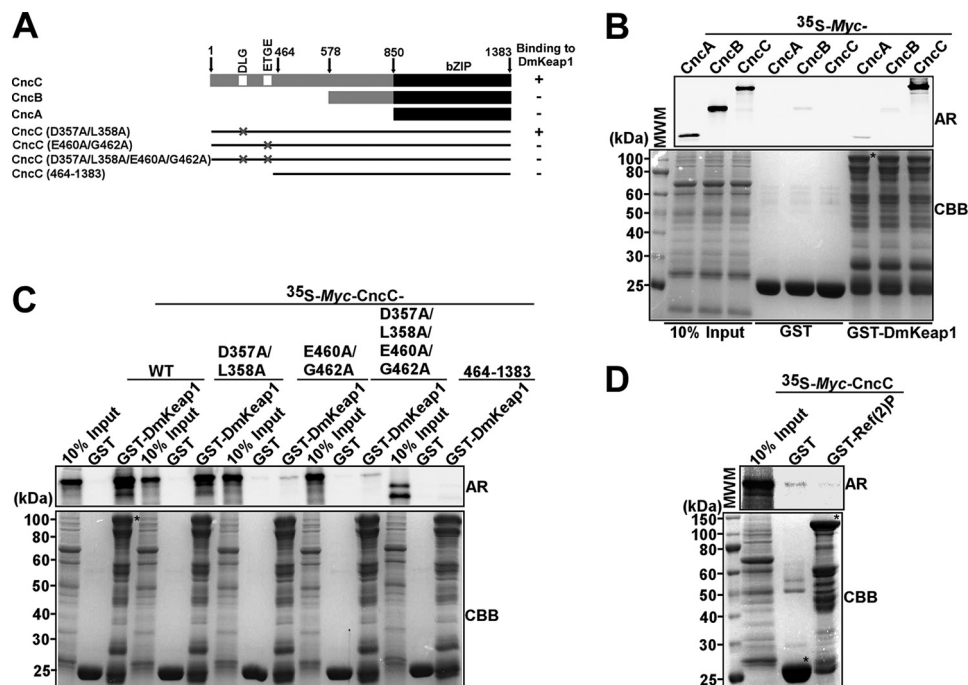 A
1
DLG
ETGE
464
578
850
1383
bZIP
Binding to
DmKeap1
CncC
+
CncB
-
CncA
-
CncC (D357A/L358A)
+
CncC (E460A/G462A)
-
CncC (D357A/L358A/E460A/G462A)
-
CncC (464-1383)
-
B
35S-Myc-
CncA
CncB
CncC
CncA
CncB
CncC
CncA
CncB
CncC
AR
MWM
(kDa)
100
80
60
50
40
30
25
*
CBB
10% Input
GST
GST-DmKeap1
C
35S-Myc-CncC-
WT
D357A/
L358A
E460A/
G462A
D357A/
L358A/
E460A/
G462A
464-1383
10% Input
GST
GST-DmKeap1
10% Input
GST
GST-DmKeap1
10% Input
GST
GST-DmKeap1
10% Input
GST
GST-DmKeap1
10% Input
GST
GST-DmKeap1
AR
(kDa)
100
80
60
50
40
30
25
*
CBB
D
35S-Myc-CncC
10% Input
GST
GST-Ref(2)P
MWM
AR
(kDa)
150
100
80
60
50
40
30
25
*
*
CBB